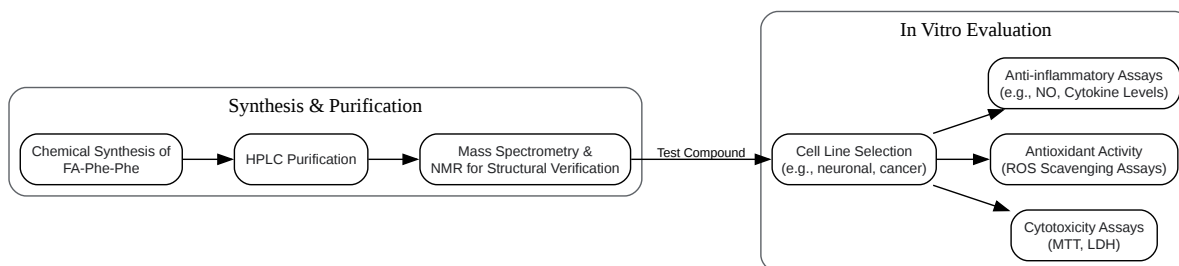 Synthesis & Purification
Chemical Synthesis of
FA-Phe-Phe
HPLC Purification
Mass Spectrometry &
NMR for Structural Verification
Test Compound
In Vitro Evaluation
Cell Line Selection
(e.g., neuronal, cancer)
Anti-inflammatory Assays
(e.g., NO, Cytokine Levels)
Antioxidant Activity
(ROS Scavenging Assays)
Cytotoxicity Assays
(MTT, LDH)